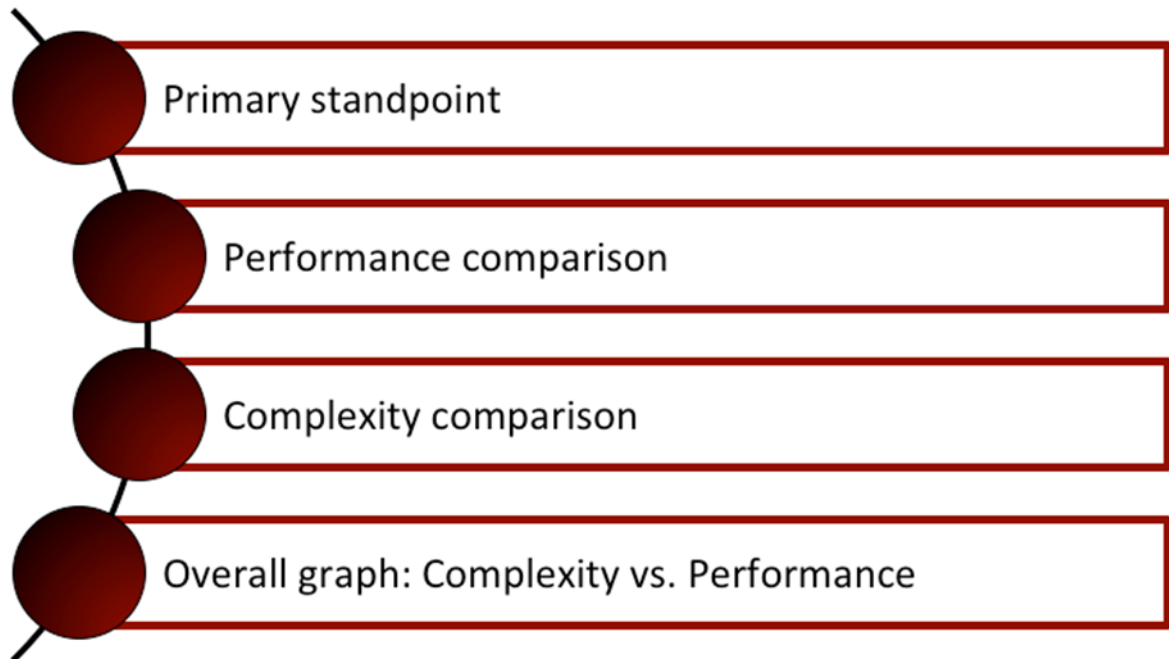 Primary standpoint
Performance comparison
Complexity comparison
Overall graph: Complexity vs. Performance